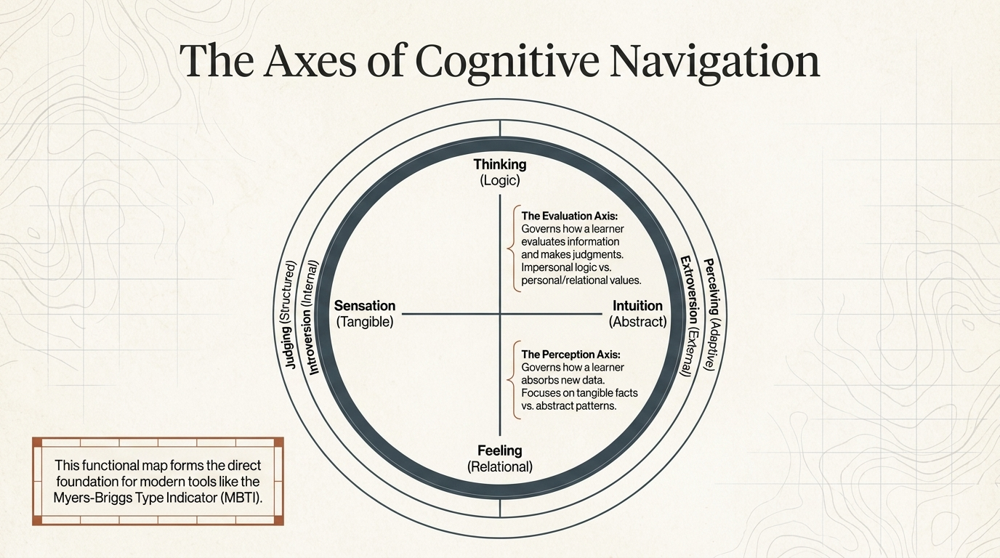 The Axes of Cognitive Navigation
Thinking
(Logic)
The Evaluation Axis:
Governs how a learner
evaluates information
and makes judgments.
Impersonal logic vs.
personal/relational values.
Judging (Structured)
Introversion (Internal)
Sensation
(Tangible)
Intuition
(Abstract)
Extroversion (External)
Perceiving (Adaptive)
The Perception Axis:
Governs how a learner
absorbs new data.
Focuses on tangible facts
vs. abstract patterns.
Feeling
(Relational)
This functional map forms the direct
foundation for modern tools like the
Myers-Briggs Type Indicator (MBTI).